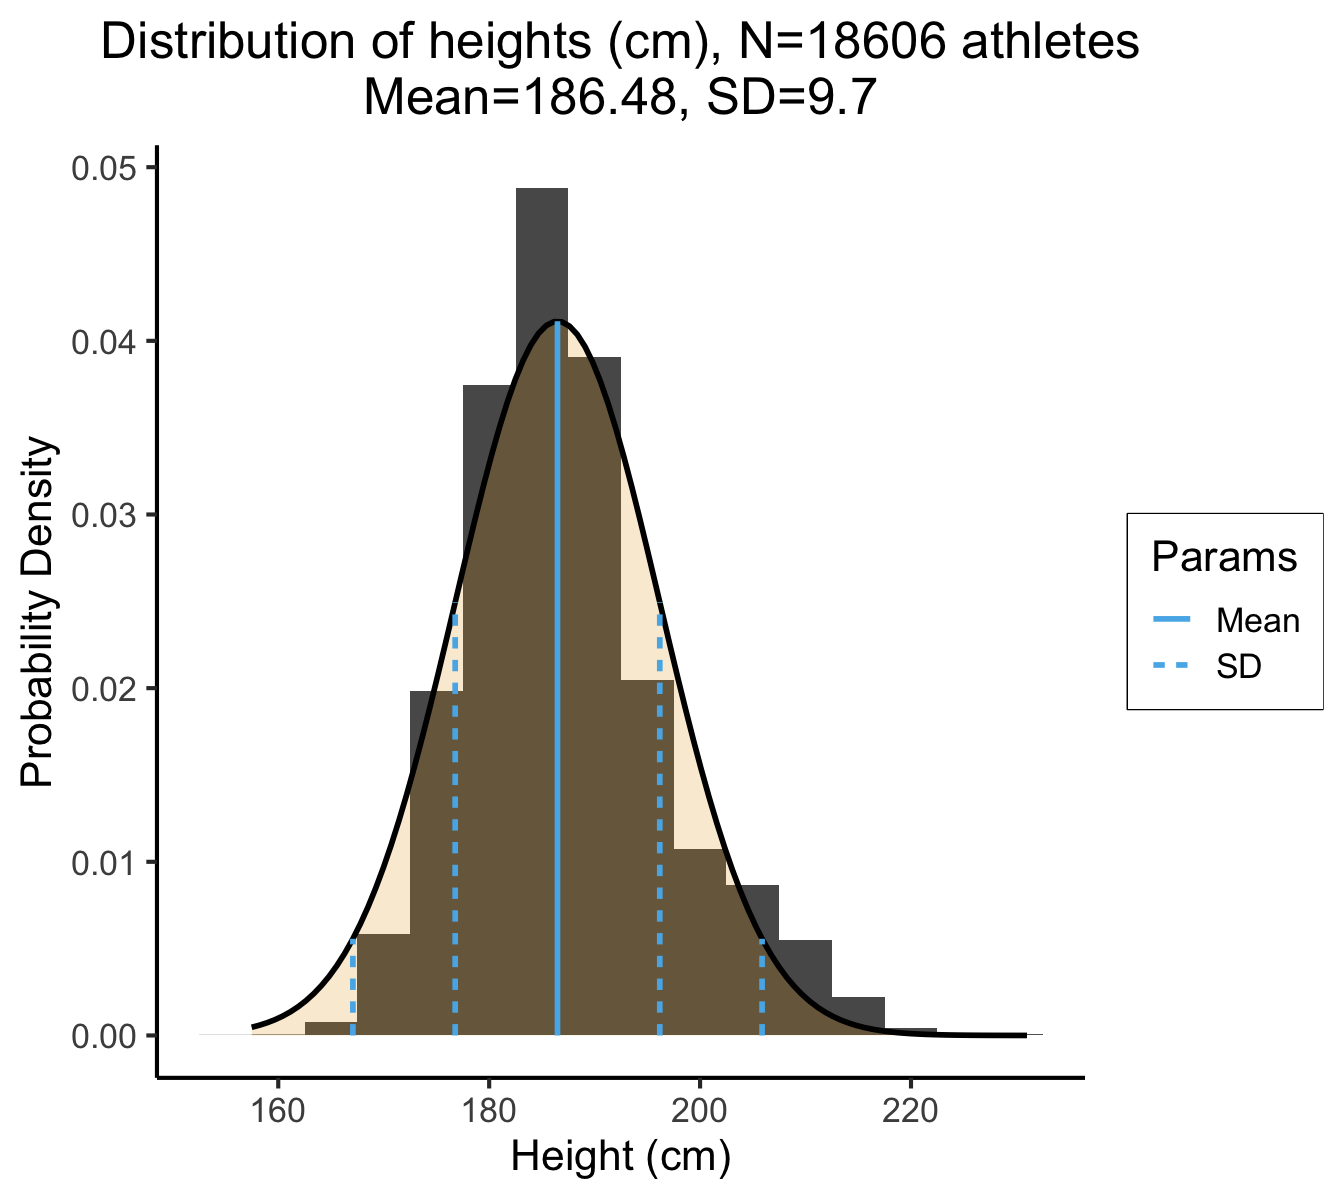 Distribution of heights (cm), N=18606 athletes
Mean=186.48, SD=9.7
Probability Density
0.05
0.04
0.03
0.02
0.01
0.00
160 180 200 220
Height (cm)
Params
Mean
SD